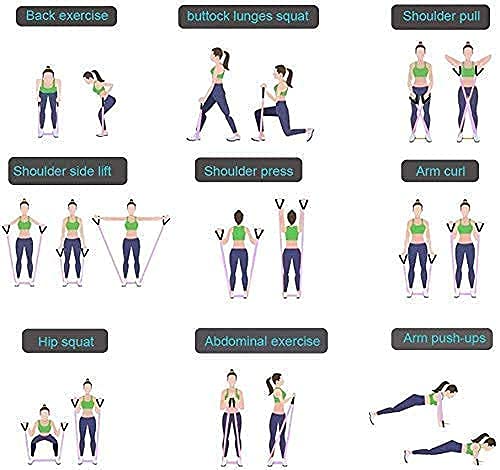 Back exercise
buttock lunges squat
Shoulder pull
Shoulder side lift
Shoulder press
Arm curl
Hip squat
Abdominal exercise
Arm push-ups